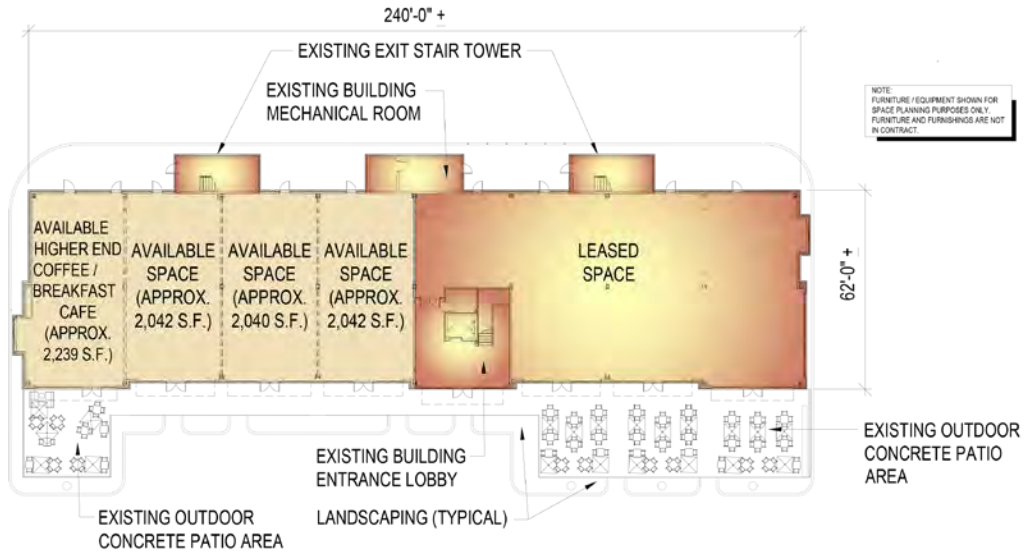 240'-0" +
EXISTING EXIT STAIR TOWER
EXISTING BUILDING
MECHANICAL ROOM
NOTE:
FURNITURE / EQUIPMENT SHOWN FOR
SPACE PLANNING PURPOSES ONLY.
FURNITURE AND FURNISHINGS ARE NOT
IN CONTRACT.
AVAILABLE
HIGHER END
COFFEE /
BREAKFAST
CAFE
(APPROX.
2,239 S.F.)
AVAILABLE
SPACE
(APPROX.
2,042 S.F.)
AVAILABLE
SPACE
(APPROX.
2,040 S.F.)
AVAILABLE
SPACE
(APPROX.
2,042 S.F.)
LEASED
SPACE
62'-0" +
EXISTING BUILDING
ENTRANCE LOBBY
LANDSCAPING (TYPICAL)
EXISTING OUTDOOR
CONCRETE PATIO AREA
EXISTING OUTDOOR
CONCRETE PATIO
AREA